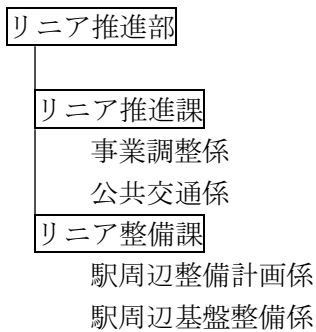 リニア推進部
リニア推進課
事業調整係
公共交通係
リニア整備課
駅周辺整備計画係
駅周辺基盤整備係